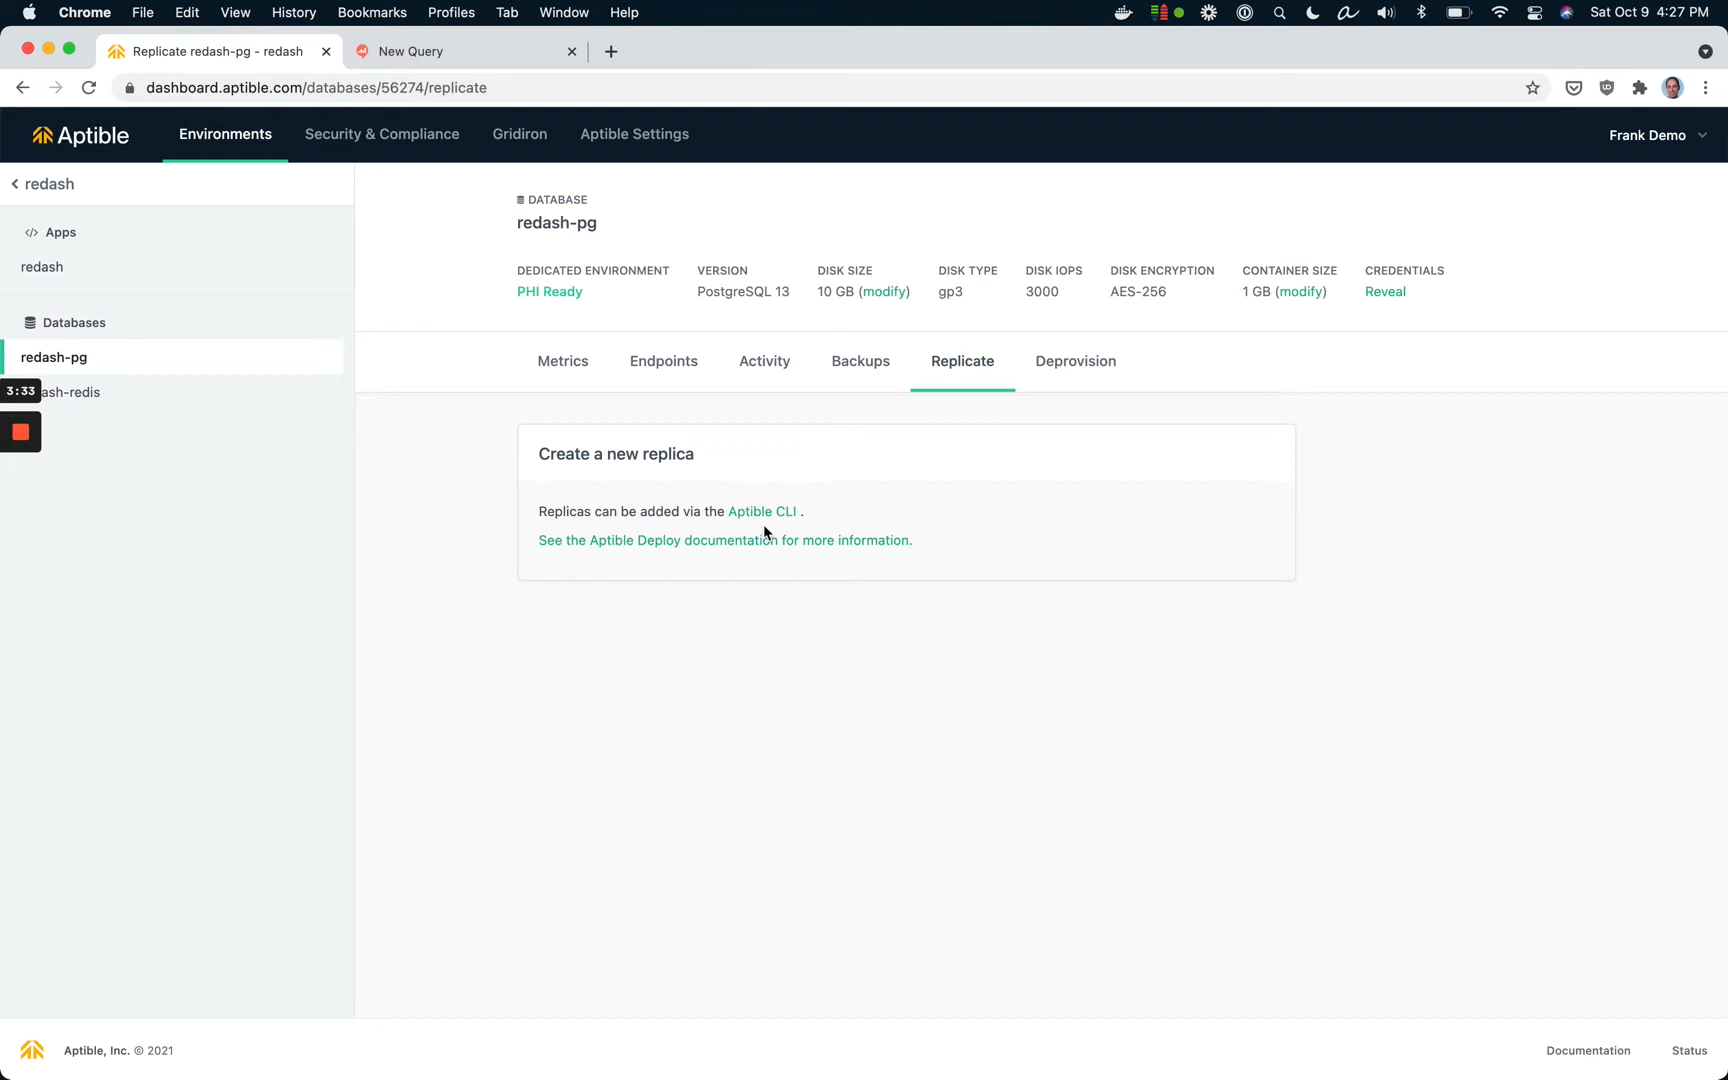 Chrome File Edit View History Bookmarks Profiles Tab Window Help Sat Oct 9 4:27 PM
Replicate redash-pg - redash New Query
dashboard.aptible.com/databases/56274/replicate
Aptible Environments Security & Compliance Gridiron Aptible Settings Frank Demo
redash
Apps
redash
Databases
redash-pg
3:33 ash-redis
DATABASE
redash-pg
DEDICATED ENVIRONMENT VERSION DISK SIZE DISK TYPE DISK IOPS DISK ENCRYPTION CONTAINER SIZE CREDENTIALS
PHI Ready PostgreSQL 13 10 GB (modify) gp3 3000 AES-256 1 GB (modify) Reveal
Metrics Endpoints Activity Backups Replicate Deprovision
Create a new replica
Replicas can be added via the Aptible CLI .
See the Aptible Deploy documentation for more information.
Aptible, Inc. © 2021 Documentation Status